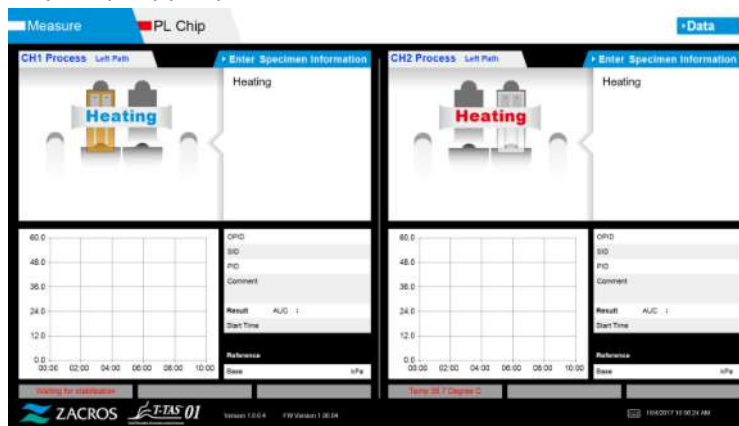 Measure
PL Chip
Data
CH1 Process Left Path
Enter Specimen Information
Heating
Heating
60.0
48.0
36.0
24.0
12.0
0.0
00:00 02:00 04:00 06:00 08:00 10:00
OPID
SID
PID
Comment
Result AUC :
Start Time
Reference
Base kPa
Waiting for stabilization
CH2 Process Left Path
Enter Specimen Information
Heating
Heating
60.0
48.0
36.0
24.0
12.0
0.0
00:00 02:00 04:00 06:00 08:00 10:00
OPID
SID
PID
Comment
Result AUC :
Start Time
Reference
Base kPa
ZACROS T-TAS 01